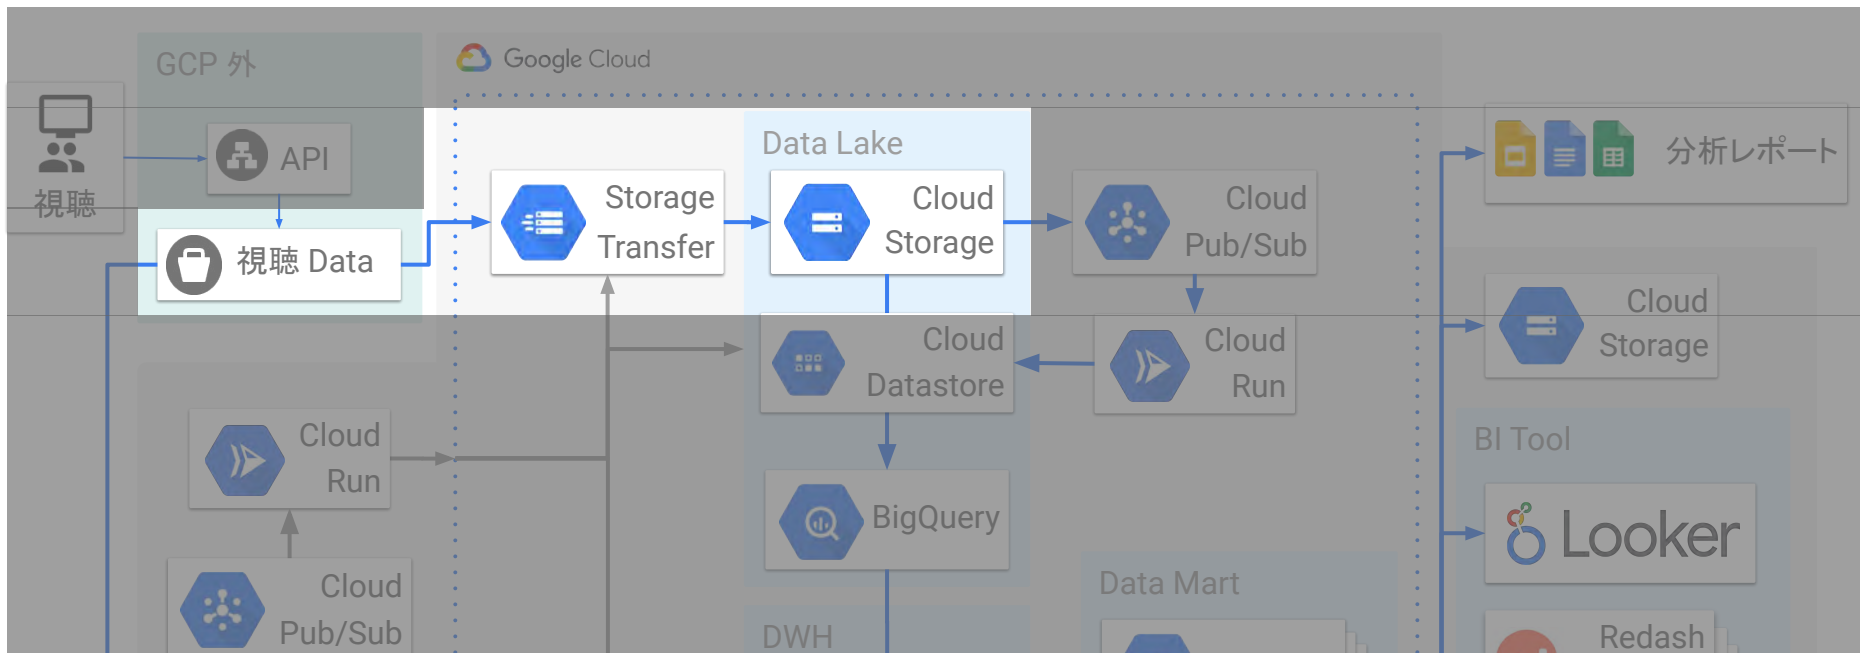 GCP 外
Google Cloud
視聴
API
視聴 Data
Storage
Transfer
Data Lake
Cloud
Storage
Cloud
Pub/Sub
分析レポート
Cloud
Datastore
Cloud
Run
Cloud
Storage
Cloud
Run
BigQuery
BI Tool
Looker
Cloud
Pub/Sub
DWH
Data Mart
Redash